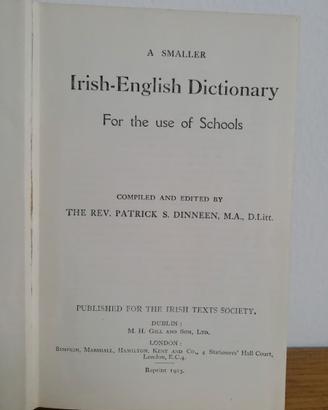 A SMALLER
Irish-English Dictionary
For the use of Schools
COMPILED AND EDITED BY
THE REV. PATRICK S. DINNEEN, M.A., D.Litt.
PUBLISHED FOR THE IRISH TEXTS SOCIETY.
DUBLIN:
M. H. GILL AND SON, LTD.
LONDON:
SIMPKIN, MARSHALL, HAMILTON, KENT AND CO., 4 Stationers' Hall Court,
London, E.C.4.
Reprint